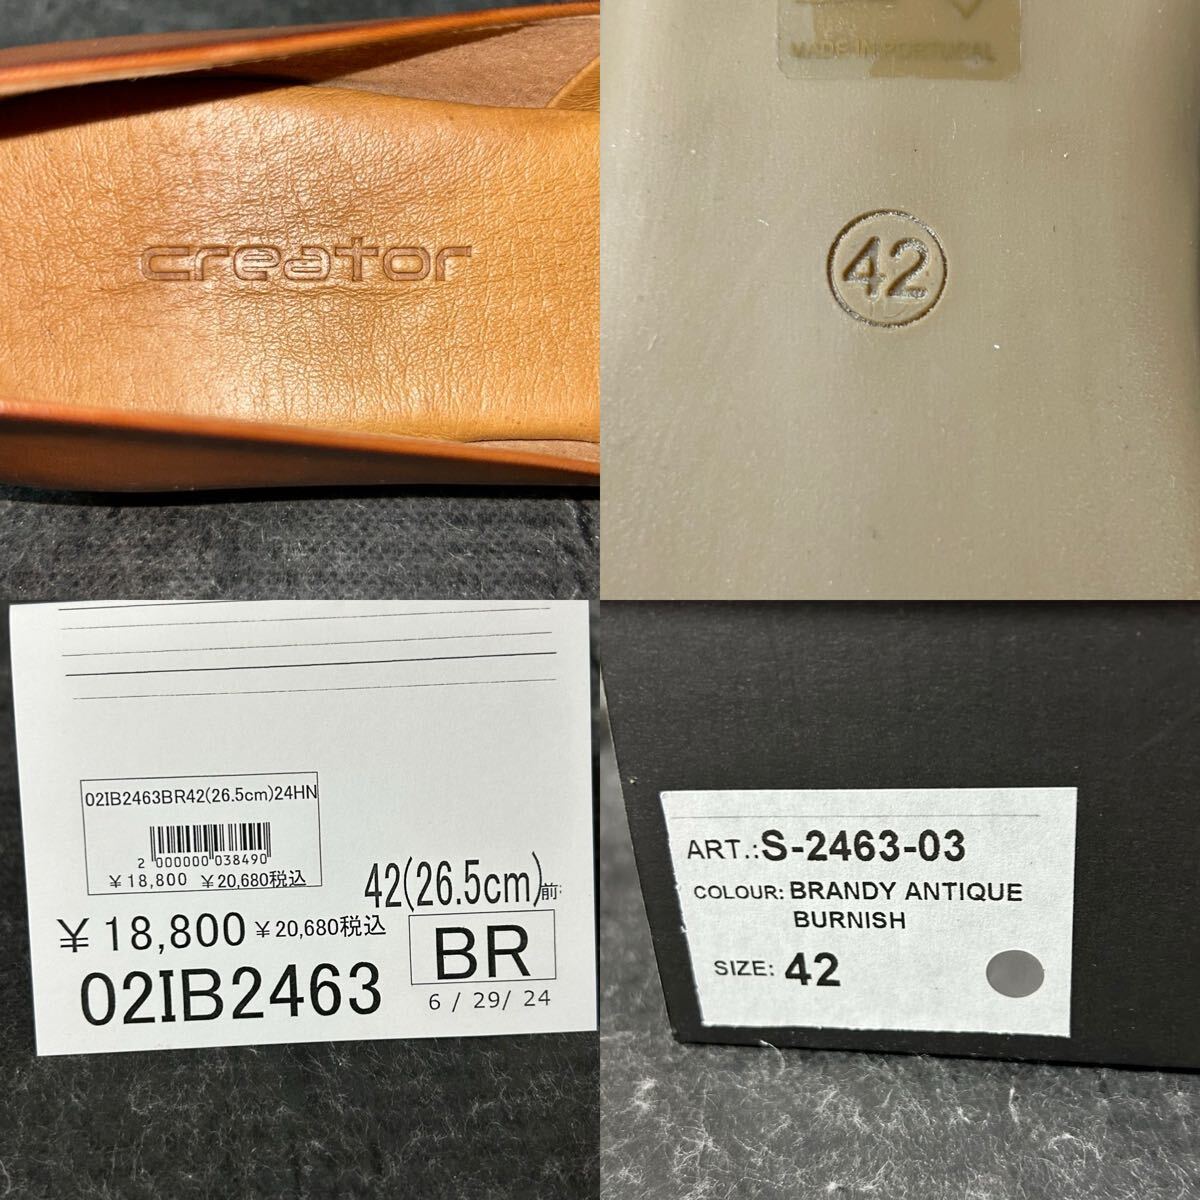 creator
MADE IN PORTUGAL
42
02IB2463BR42(26.5cm)24HN
2 000000 038490
￥18,800 ￥20,680税込
42(26.5cm)前
￥18,800 ￥20,680税込
BR
02IB2463
6 / 29/ 24
ART.:S-2463-03
COLOUR: BRANDY ANTIQUE
BURNISH
SIZE: 42